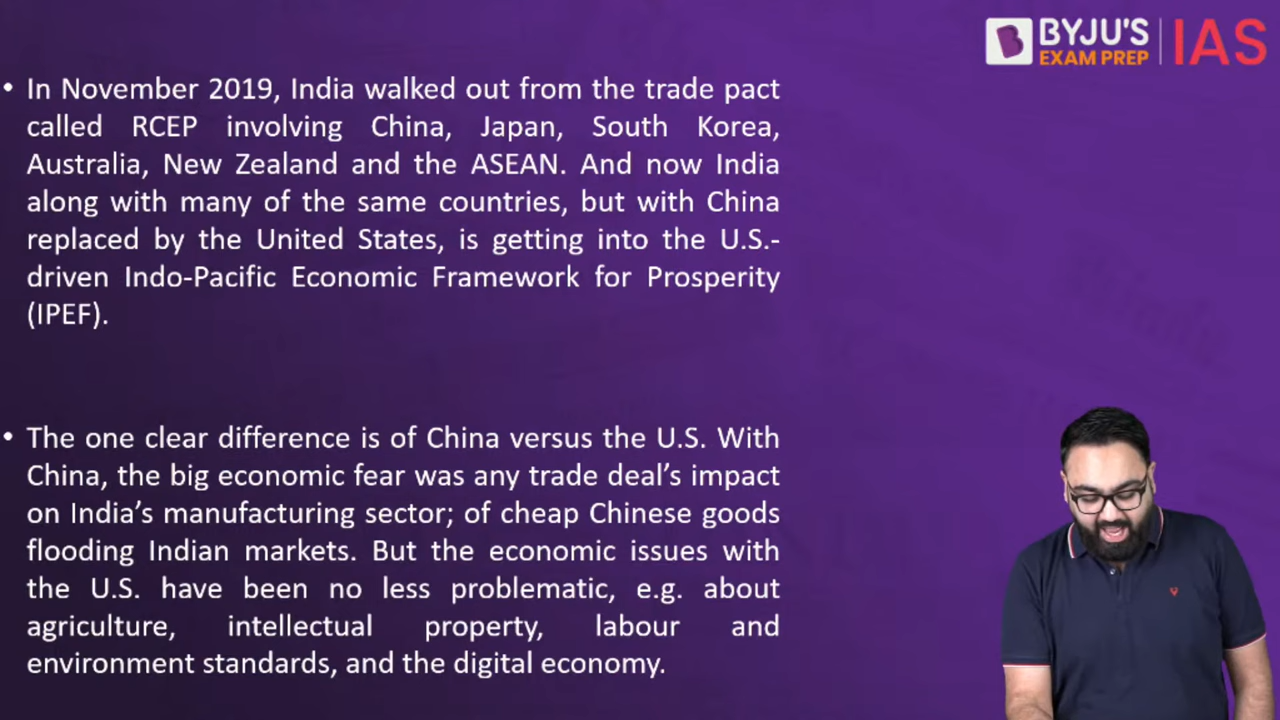 BYJU'S IAS
EXAM PREP
• In November 2019, India walked out from the trade pact
called RCEP involving China, Japan, South Korea,
Australia, New Zealand and the ASEAN. And now India
along with many of the same countries, but with China
replaced by the United States, is getting into the U.S.-
driven Indo-Pacific Economic Framework for Prosperity
(IPEF).
• The one clear difference is of China versus the U.S. With
China, the big economic fear was any trade deal's impact
on India's manufacturing sector; of cheap Chinese goods
flooding Indian markets. But the economic issues with
the U.S. have been no less problematic, e.g. about
agriculture, intellectual property, labour and
environment standards, and the digital economy.